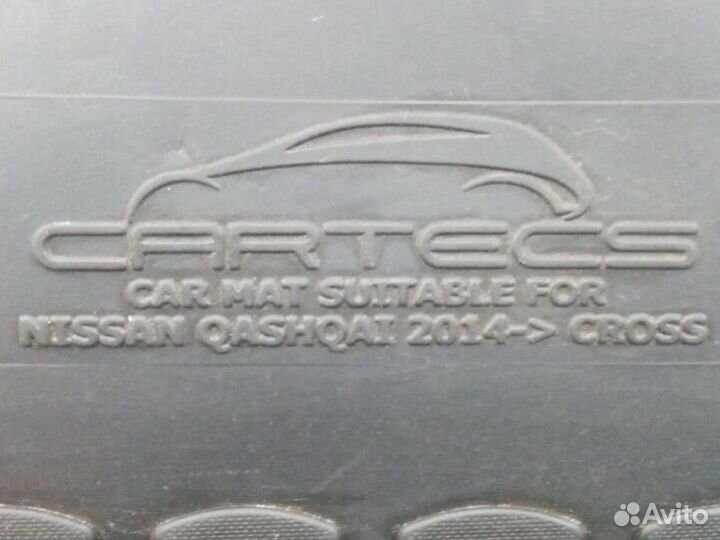 CARTECS
CAR MAT SUITABLE FOR
NISSAN QASHQAI 2014-> CROSS
Avito